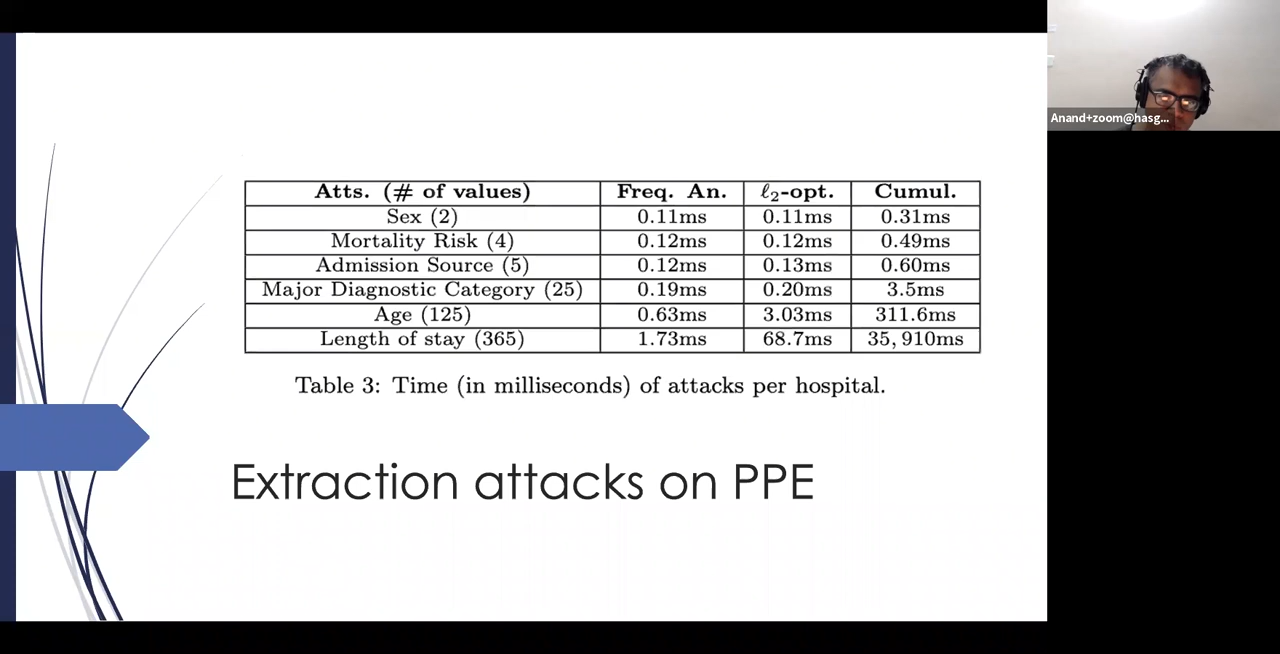 Anand+zoom@hasg...
Atts. (# of values) Freq. An. ℓ2-opt. Cumul.
Sex (2) 0.11ms 0.11ms 0.31ms
Mortality Risk (4) 0.12ms 0.12ms 0.49ms
Admission Source (5) 0.12ms 0.13ms 0.60ms
Major Diagnostic Category (25) 0.19ms 0.20ms 3.5ms
Age (125) 0.63ms 3.03ms 311.6ms
Length of stay (365) 1.73ms 68.7ms 35,910ms
Table 3: Time (in milliseconds) of attacks per hospital.
Extraction attacks on PPE